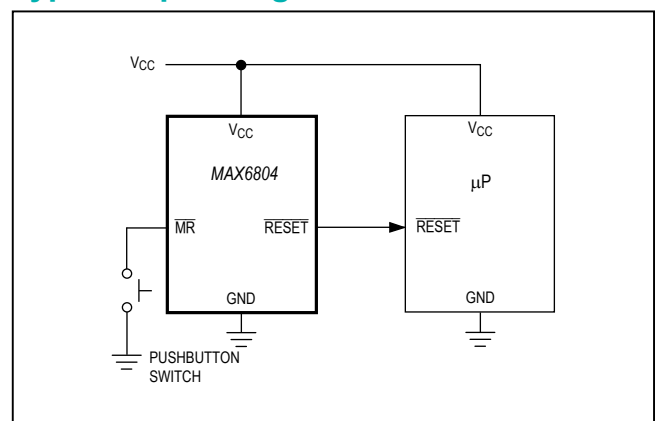 VCC
VCC
VCC
MAX6804
μP
MR
RESET
RESET
GND
GND
PUSHBUTTON
SWITCH